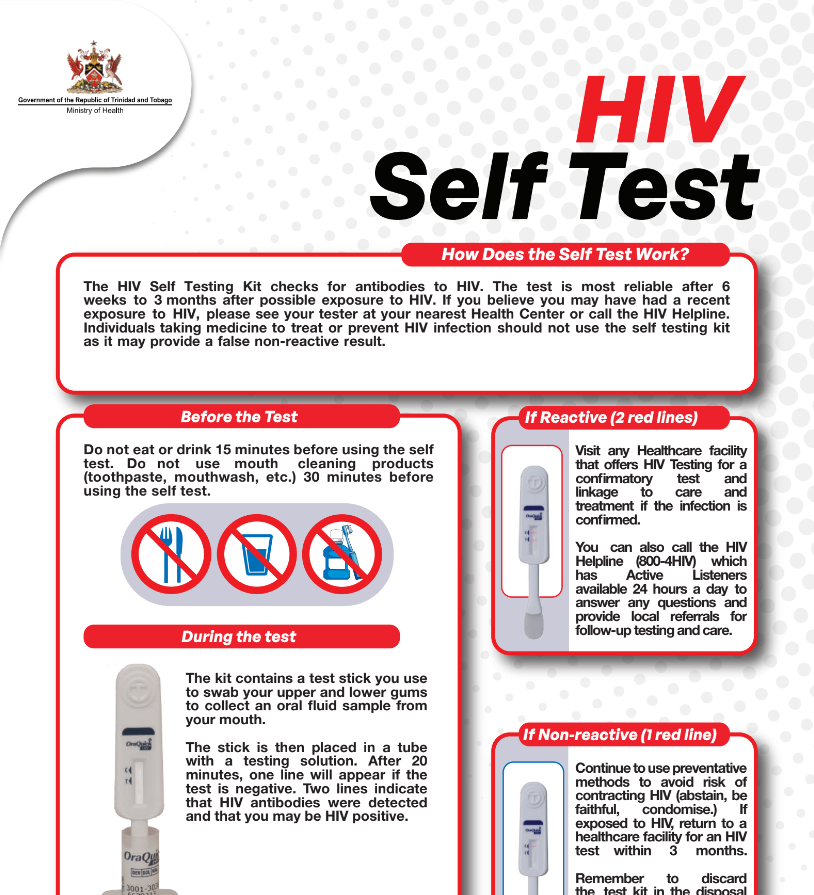 Government of the Republic of Trinidad and Tobago
Ministry of Health
HIV
Self Test
How Does the Self Test Work?
The HIV Self Testing Kit checks for antibodies to HIV. The test is most reliable after 6
weeks to 3 months after possible exposure to HIV. If you believe you may have had a recent
exposure to HIV, please see your tester at your nearest Health Center or call the HIV Helpline.
Individuals taking medicine to treat or prevent HIV infection should not use the self testing kit
as it may provide a false non-reactive result.
Before the Test
Do not eat or drink 15 minutes before using the self
test. Do not use mouth cleaning products
(toothpaste, mouthwash, etc.) 30 minutes before
using the self test.
During the test
The kit contains a test stick you use
to swab your upper and lower gums
to collect an oral fluid sample from
your mouth.
The stick is then placed in a tube
with a testing solution. After 20
minutes, one line will appear if the
test is negative. Two lines indicate
that HIV antibodies were detected
and that you may be HIV positive.
OraQuick
C
T
OraQuick
If Reactive (2 red lines)
Visit any Healthcare facility
that offers HIV Testing for a
confirmatory test and
linkage to care and
treatment if the infection is
confirmed.
You can also call the HIV
Helpline (800-4HIV) which
has Active Listeners
available 24 hours a day to
answer any questions and
provide local referrals for
follow-up testing and care.
OraQuick
If Non-reactive (1 red line)
Continue to use preventative
methods to avoid risk of
contracting HIV (abstain, be
faithful, condomise.) If
exposed to HIV, return to a
healthcare facility for an HIV
test within 3 months.
Remember to discard
the test kit in the disposal